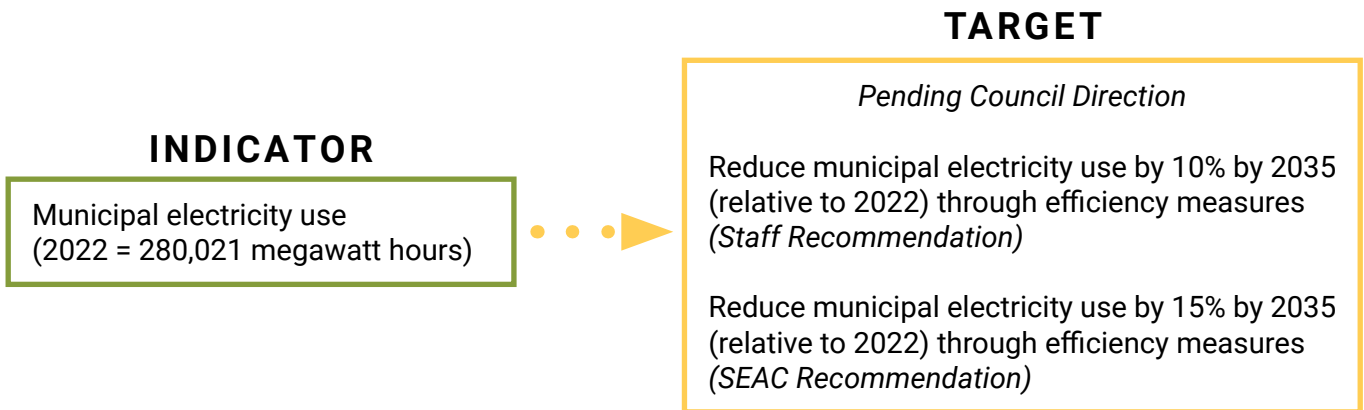 INDICATOR
Municipal electricity use
(2022 = 280,021 megawatt hours)
TARGET
Pending Council Direction
Reduce municipal electricity use by 10% by 2035
(relative to 2022) through efficiency measures
(Staff Recommendation)
Reduce municipal electricity use by 15% by 2035
(relative to 2022) through efficiency measures
(SEAC Recommendation)